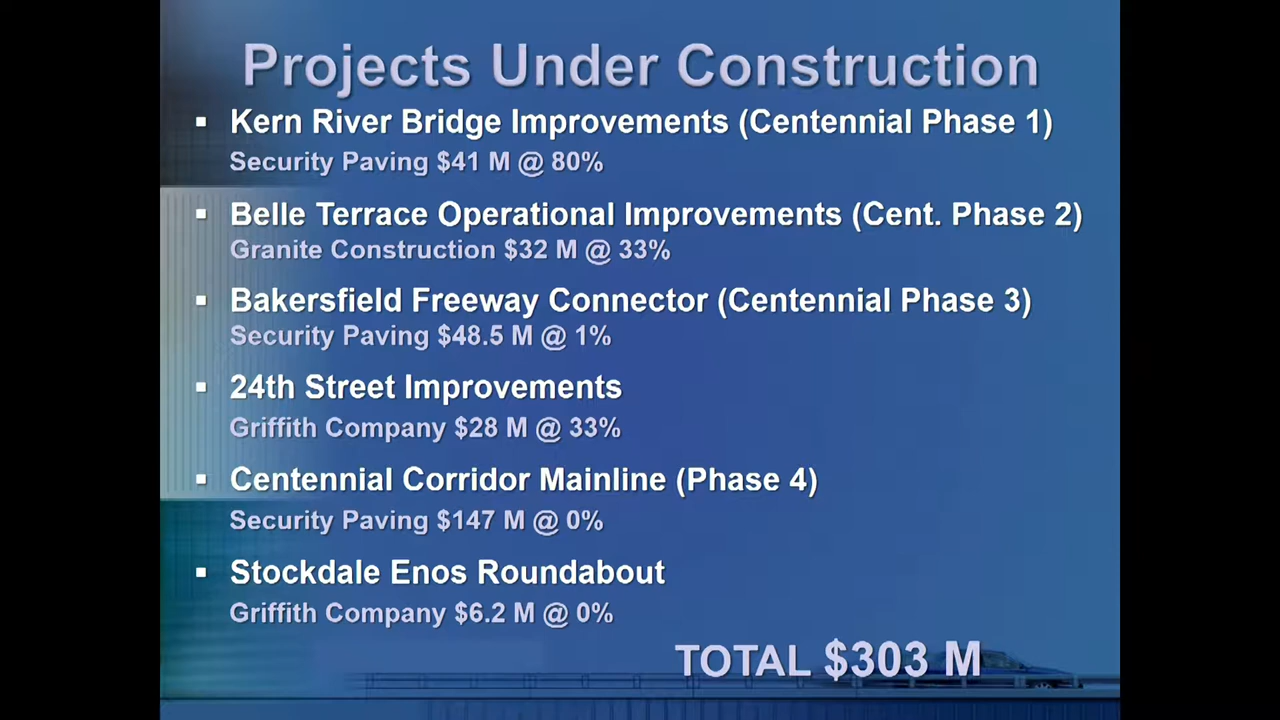 Projects Under Construction
▪ Kern River Bridge Improvements (Centennial Phase 1)
Security Paving $41 M @ 80%
▪ Belle Terrace Operational Improvements (Cent. Phase 2)
Granite Construction $32 M @ 33%
▪ Bakersfield Freeway Connector (Centennial Phase 3)
Security Paving $48.5 M @ 1%
▪ 24th Street Improvements
Griffith Company $28 M @ 33%
▪ Centennial Corridor Mainline (Phase 4)
Security Paving $147 M @ 0%
▪ Stockdale Enos Roundabout
Griffith Company $6.2 M @ 0%
TOTAL $303 M